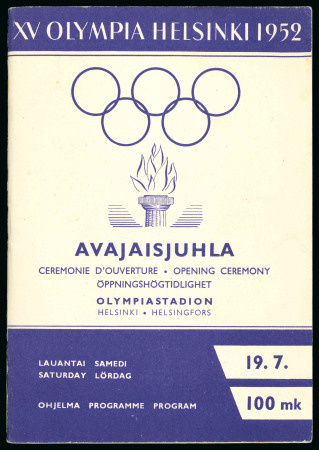 XV OLYMPIA HELSINKI 1952
AVAJAISJUHLA
CEREMONIE D'OUVERTURE • OPENING CEREMONY
ÖPPNINGSHÖGTIDLIGHET
OLYMPIASTADION
HELSINKI • HELSINGFORS
LAUANTAI SAMEDI
SATURDAY LÖRDAG
19. 7.
OHJELMA PROGRAMME PROGRAM
100 mk